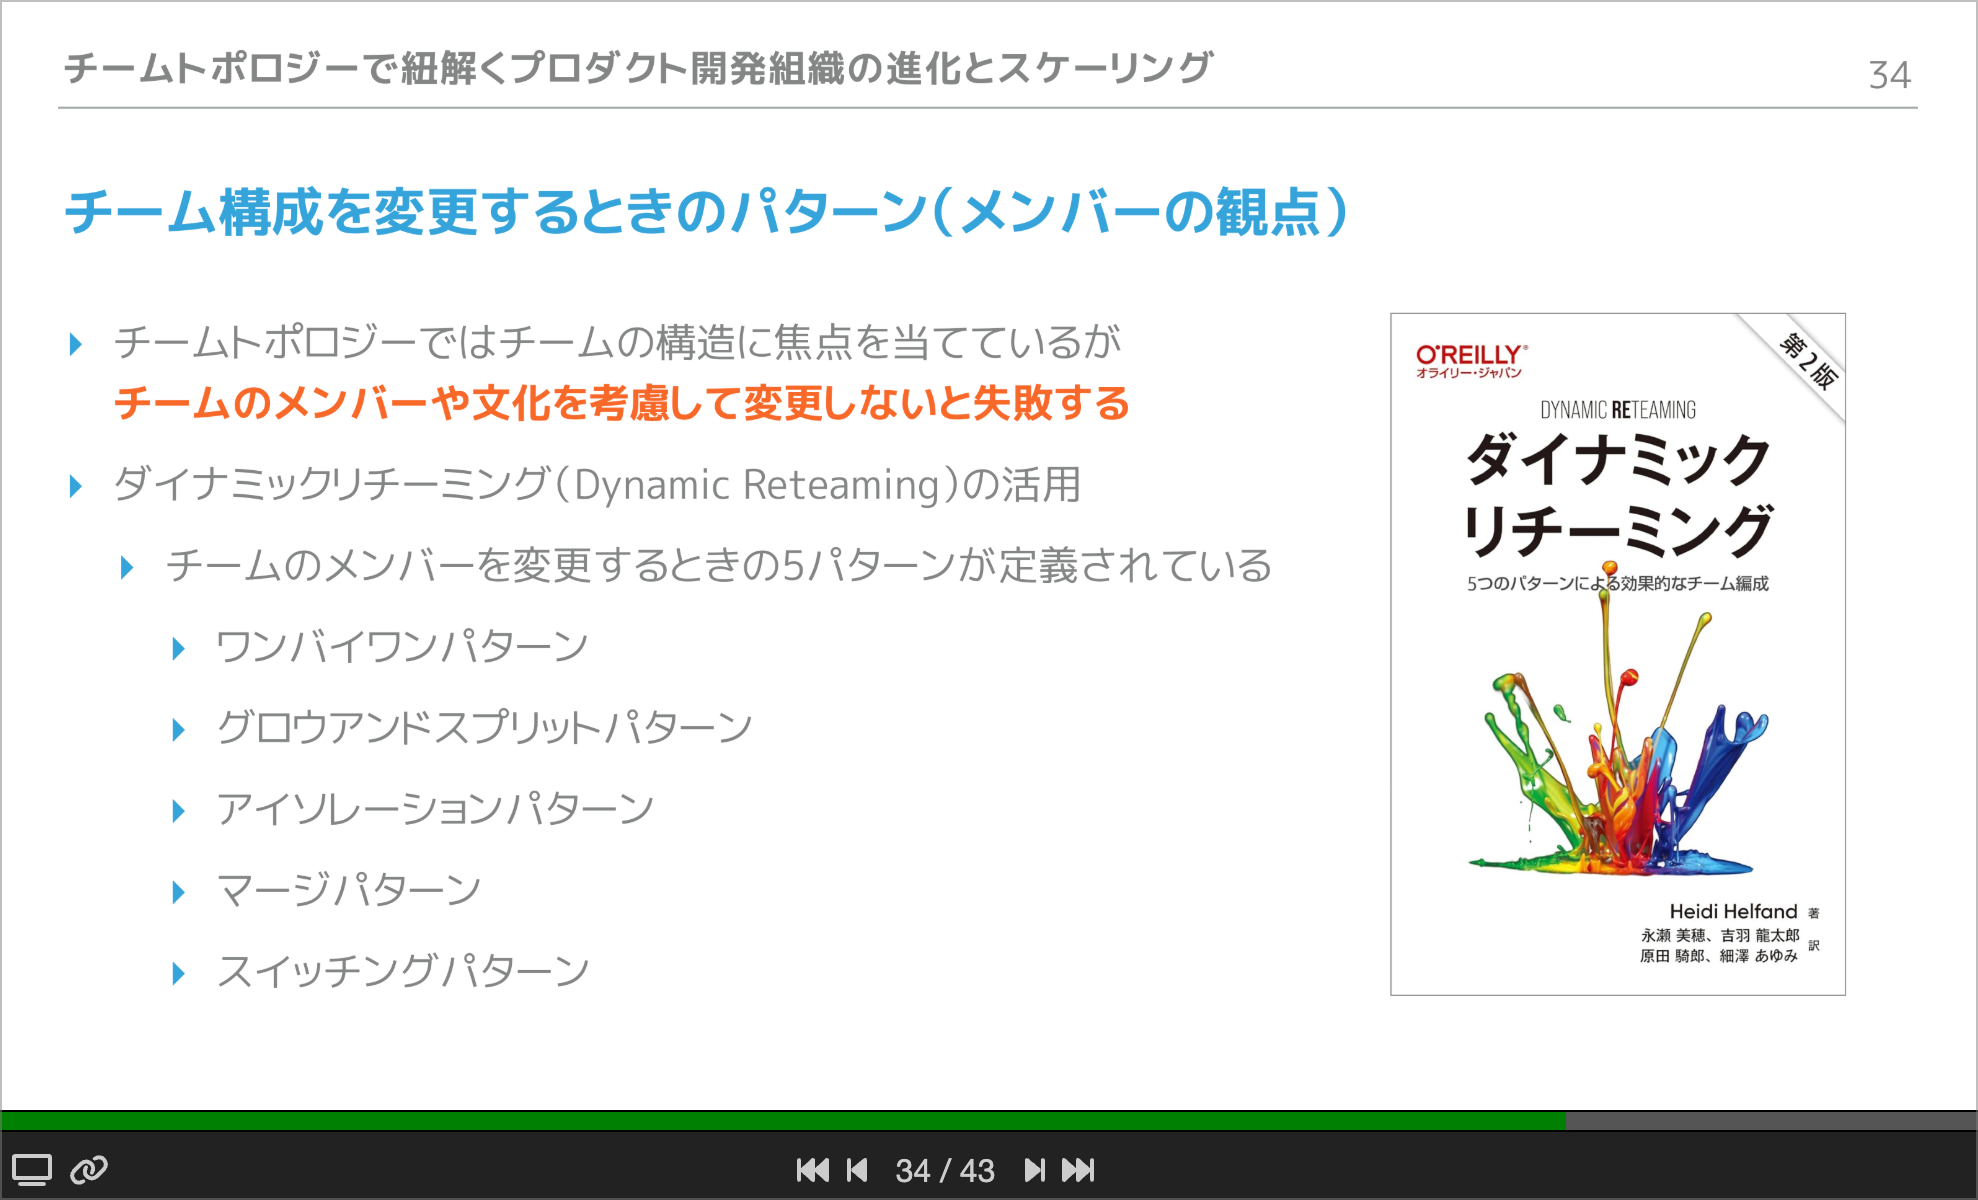 チームトポロジーで紐解くプロダクト開発組織の進化とスケーリング
34
チーム構成を変更するときのパターン（メンバーの観点）
チームトポロジーではチームの構造に焦点を当てているが
チームのメンバーや文化を考慮して変更しないと失敗する
ダイナミックリチーミング（Dynamic Reteaming）の活用
チームのメンバーを変更するときの5パターンが定義されている
ワンバイワンパターン
グロウアンドスプリットパターン
アイソレーションパターン
マージパターン
スイッチングパターン
O'REILLY®
オライリー・ジャパン
第2版
DYNAMIC RETEAMING
ダイナミック
リチーミング
5つのパターンによる効果的なチーム編成
Heidi Helfand 著
永瀬 美穂、吉羽 龍太郎
原田 騎郎、細澤 あゆみ 訳
34 / 43